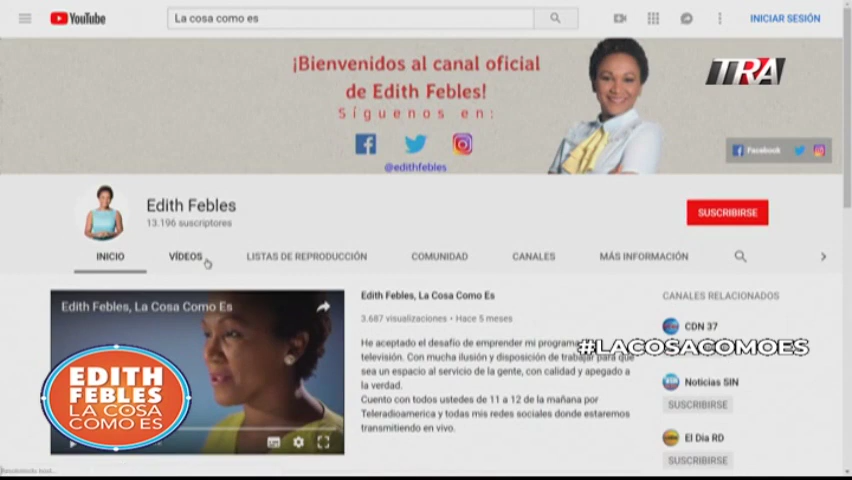 YouTube
La cosa como es
INICIAR SESIÓN
¡Bienvenidos al canal oficial
de Edith Febles!
Síguenos en:
@edithfebles
TRA
Facebook
Edith Febles
13.196 suscriptores
SUSCRIBIRSE
INICIO VÍDEOS LISTAS DE REPRODUCCIÓN COMUNIDAD CANALES MÁS INFORMACIÓN
Edith Febles, La Cosa Como Es
EDITH
FEBLES
LA COSA
COMO ES
Edith Febles, La Cosa Como Es
3.687 visualizaciones • Hace 5 meses
He aceptado el desafío de emprender mi programa
televisión. Con mucha ilusión y disposición de trabajar para que
sea un espacio al servicio de la gente, con calidad y apegado a
la verdad.
Cuento con todos ustedes de 11 a 12 de la mañana por
Teleradioamerica y todas mis redes sociales donde estaremos
transmitiendo en vivo.
#LACOSACOMOES
CANALES RELACIONADOS
CDN 37
Noticias SIN
SUSCRIBIRSE
El Dia RD
SUSCRIBIRSE